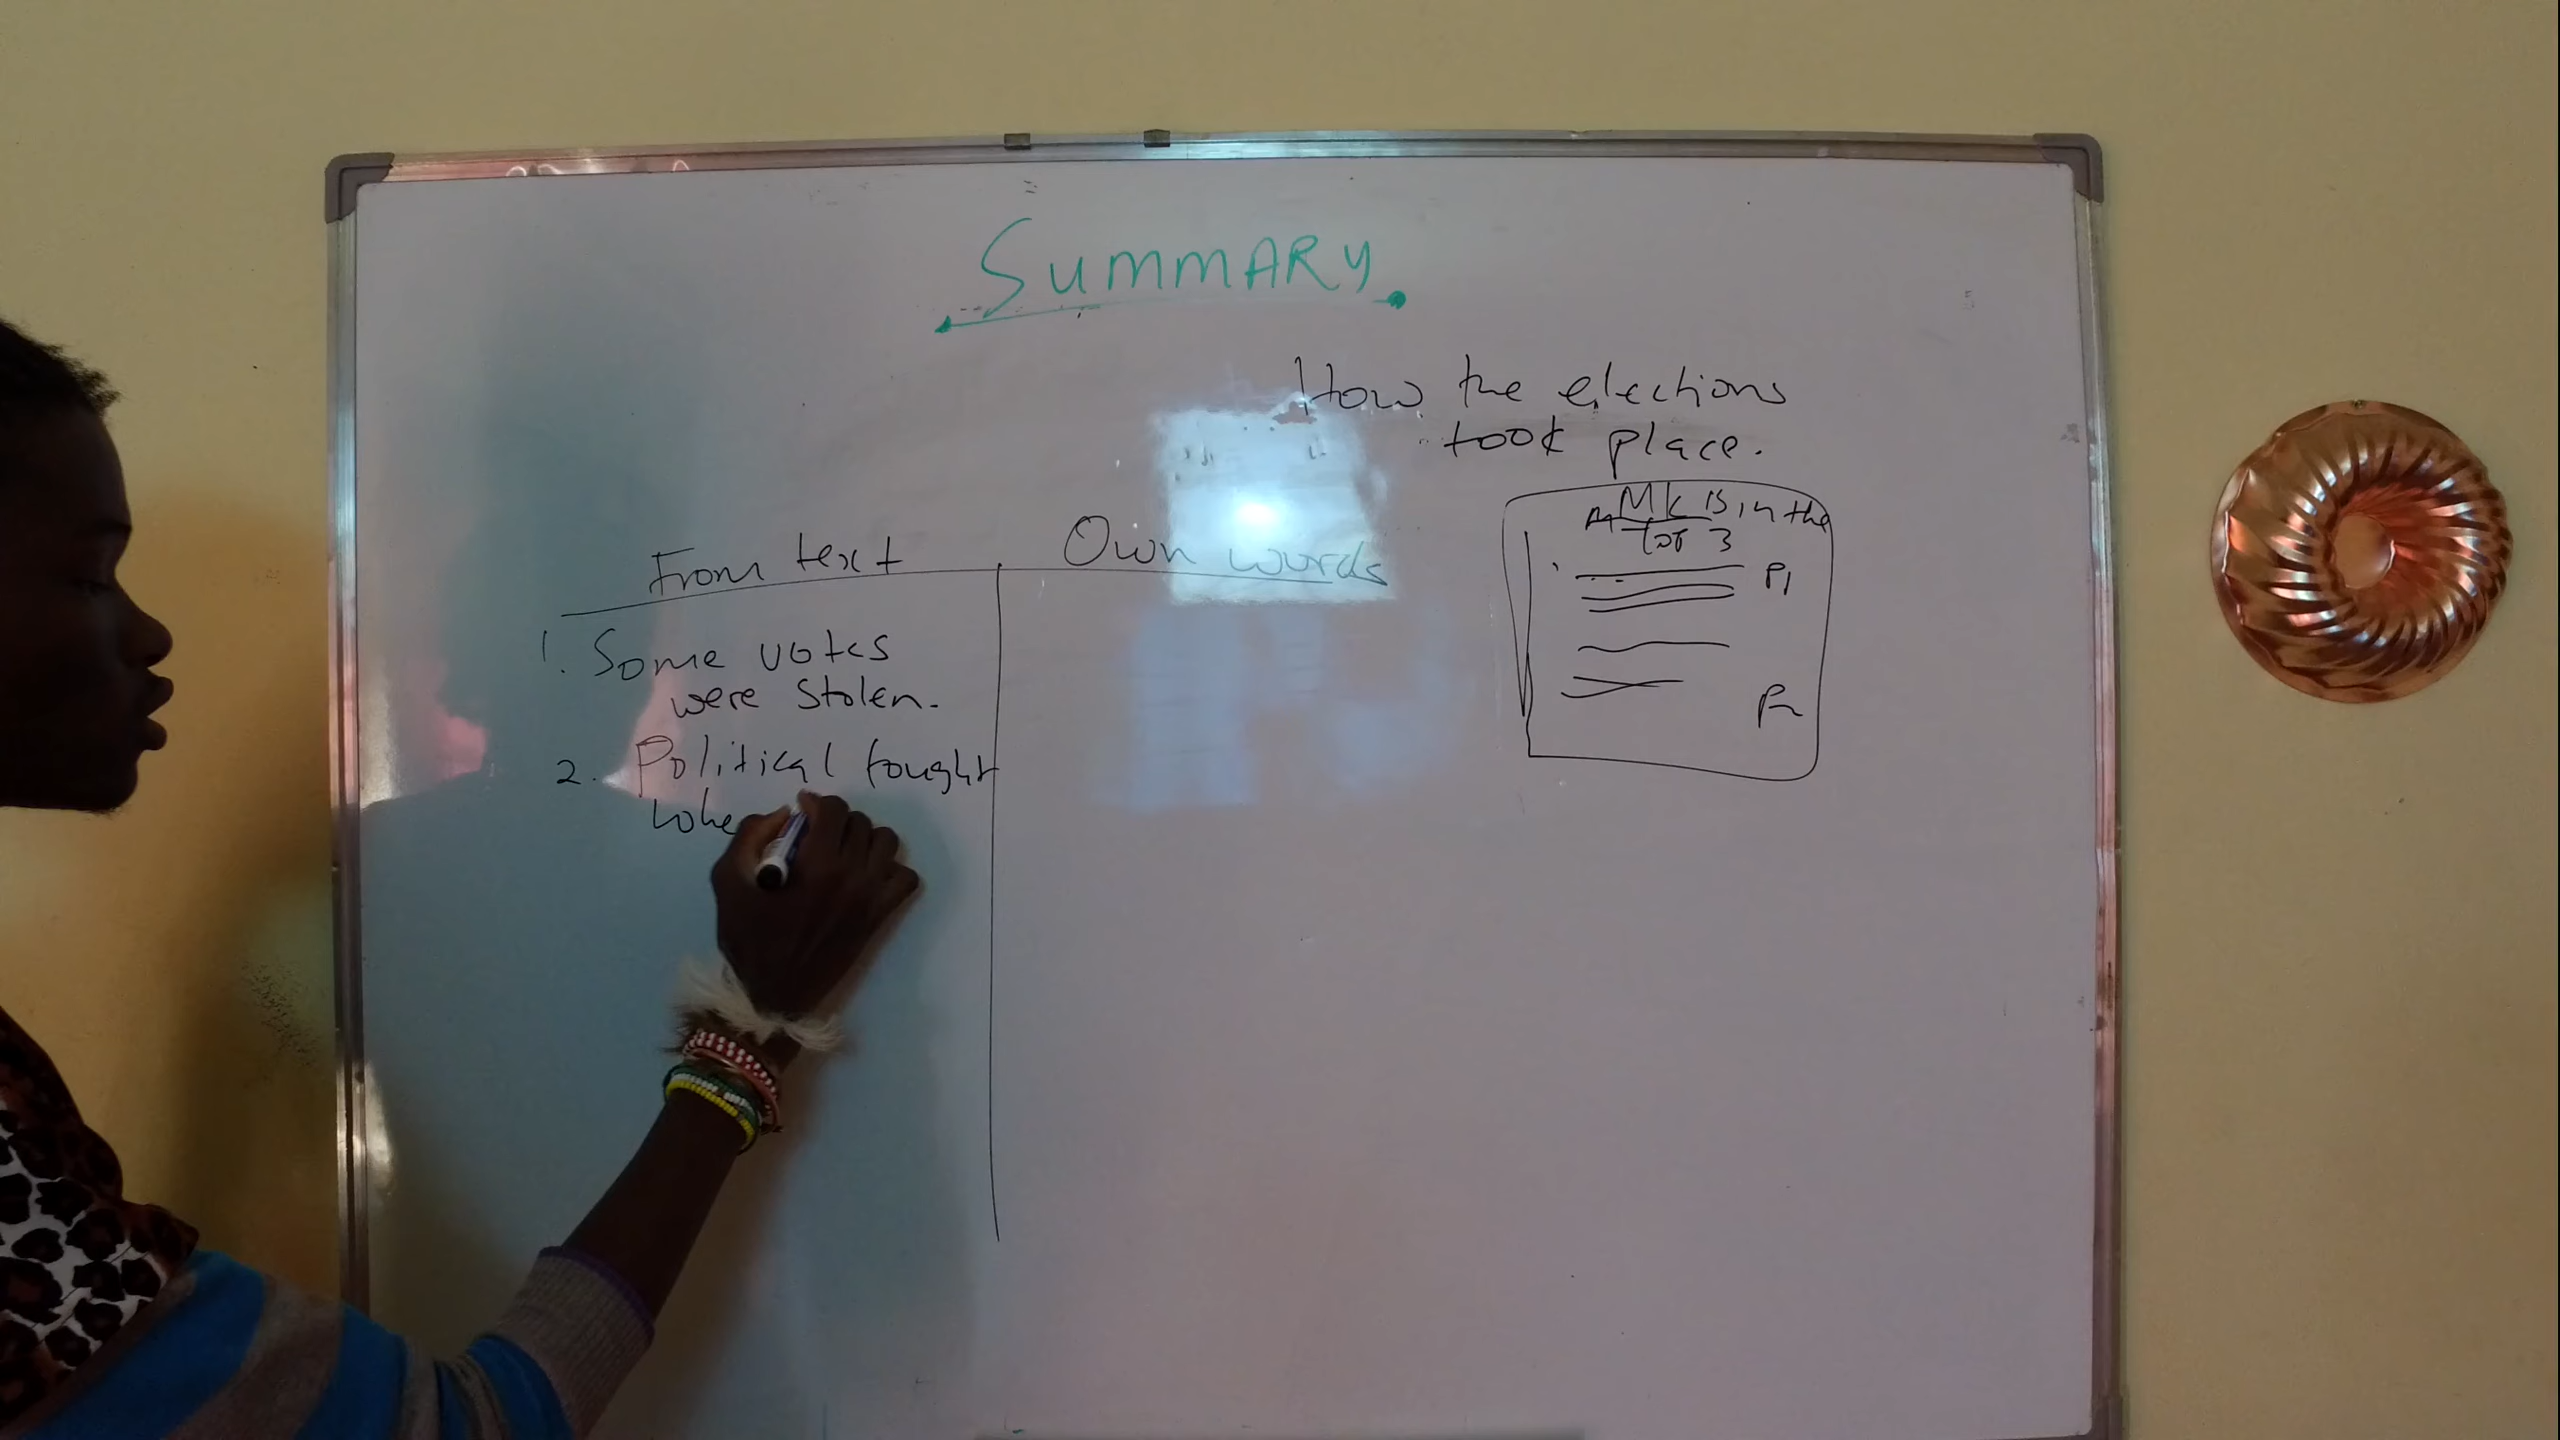 SUMMARY.
How the elections
took place.
MK is in the
top 3
P1
From text
Own words
1. Some votes
were stolen.
2. Political fought
whe